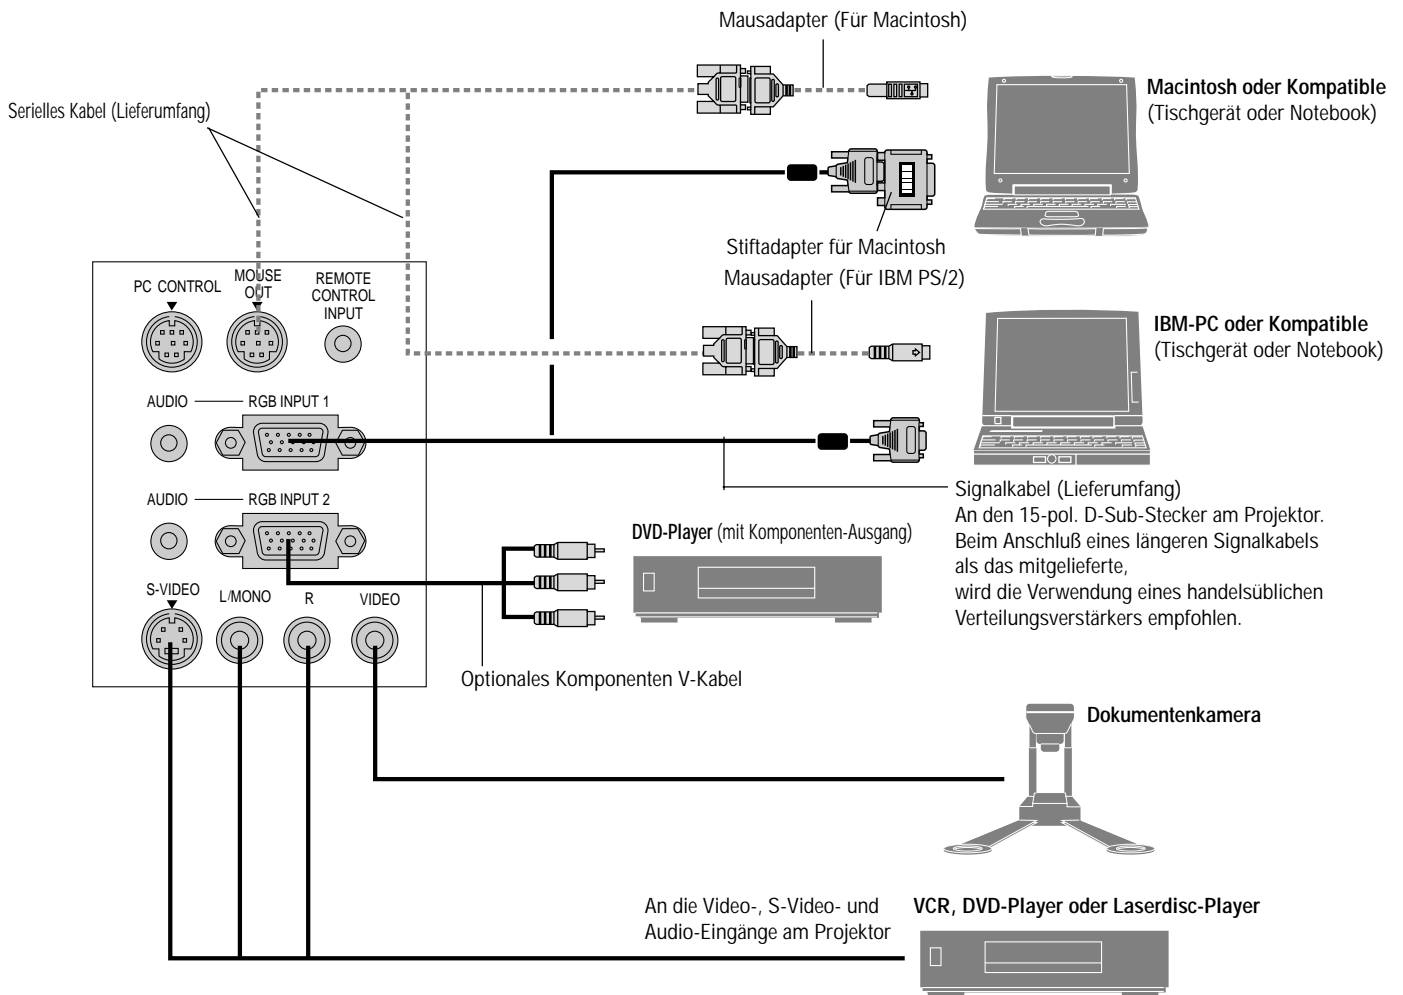 Mausadapter (Für Macintosh)
Macintosh oder Kompatible
(Tischgerät oder Notebook)
Serielles Kabel (Lieferumfang)
Stiftadapter für Macintosh
Mausadapter (Für IBM PS/2)
PC CONTROL
MOUSE
OUT
REMOTE
CONTROL
INPUT
IBM-PC oder Kompatible
(Tischgerät oder Notebook)
AUDIO
RGB INPUT 1
AUDIO
RGB INPUT 2
Signalkabel (Lieferumfang)
An den 15-pol. D-Sub-Stecker am Projektor.
Beim Anschluß eines längeren Signalkabels
als das mitgelieferte,
wird die Verwendung eines handelsüblichen
Verteilungsverstärkers empfohlen.
DVD-Player (mit Komponenten-Ausgang)
S-VIDEO
L/MONO
R
VIDEO
Optionales Komponenten V-Kabel
Dokumentenkamera
An die Video-, S-Video- und
Audio-Eingänge am Projektor
VCR, DVD-Player oder Laserdisc-Player